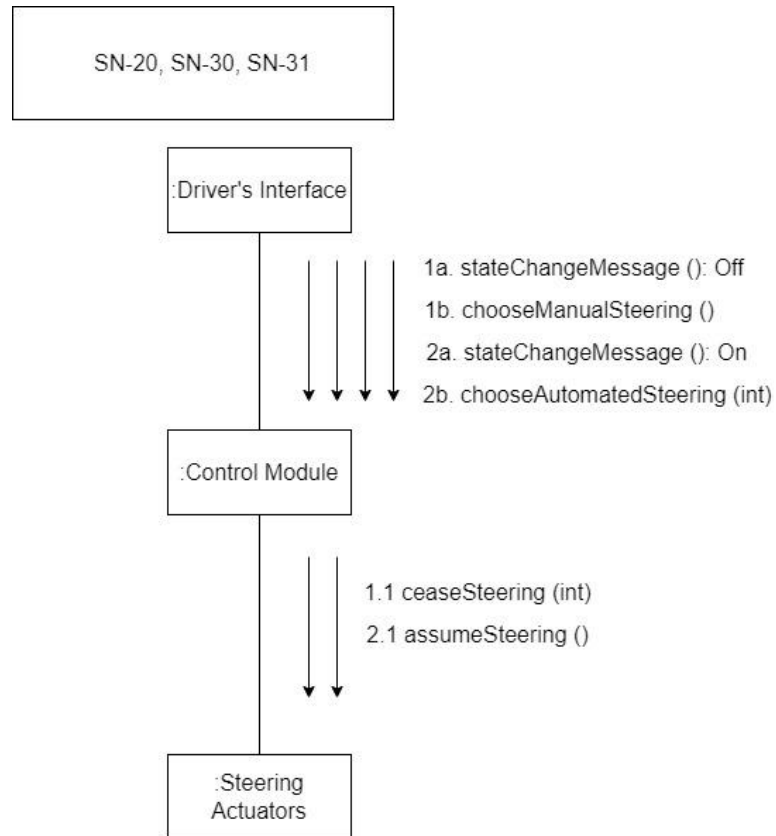 SN-20, SN-30, SN-31
:Driver's Interface
1a. stateChangeMessage (): Off
1b. chooseManualSteering ()
2a. stateChangeMessage (): On
2b. chooseAutomatedSteering (int)
:Control Module
1.1 ceaseSteering (int)
2.1 assumeSteering ()
:Steering
Actuators